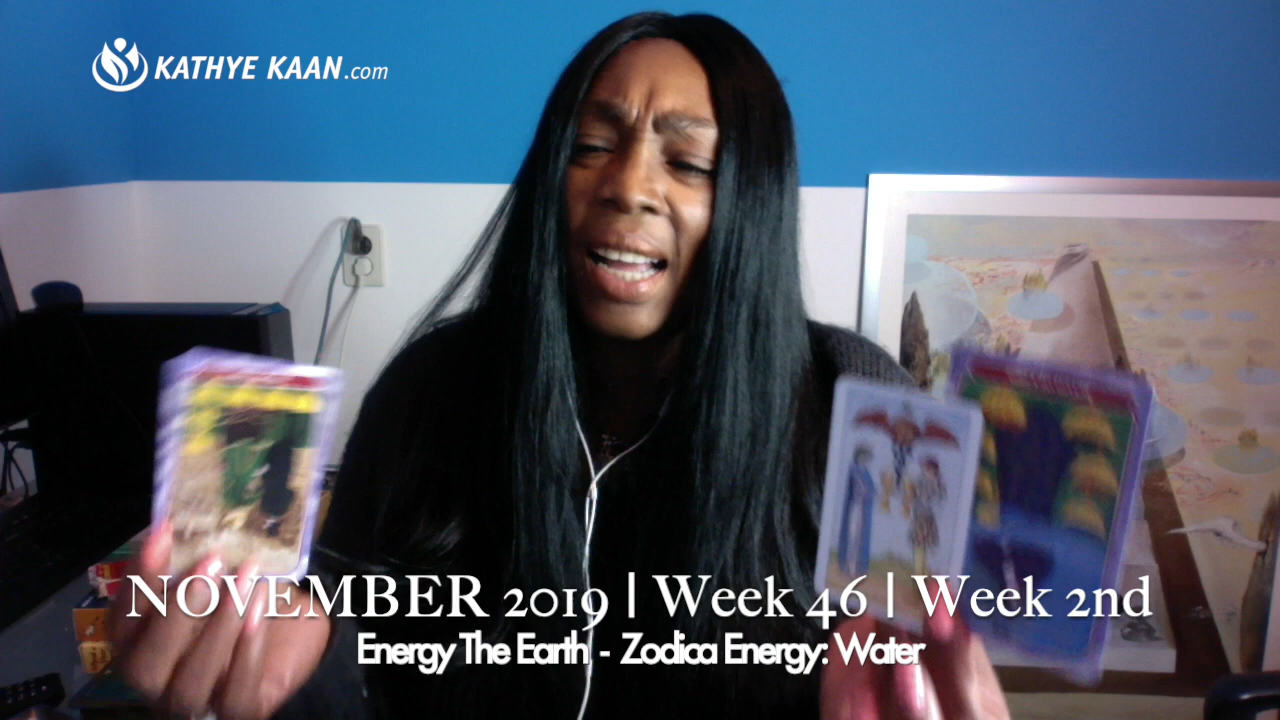 KATHYE KAAN.com
NOVEMBER 2019 | Week 46 | Week 2nd
Energy The Earth - Zodica Energy: Water